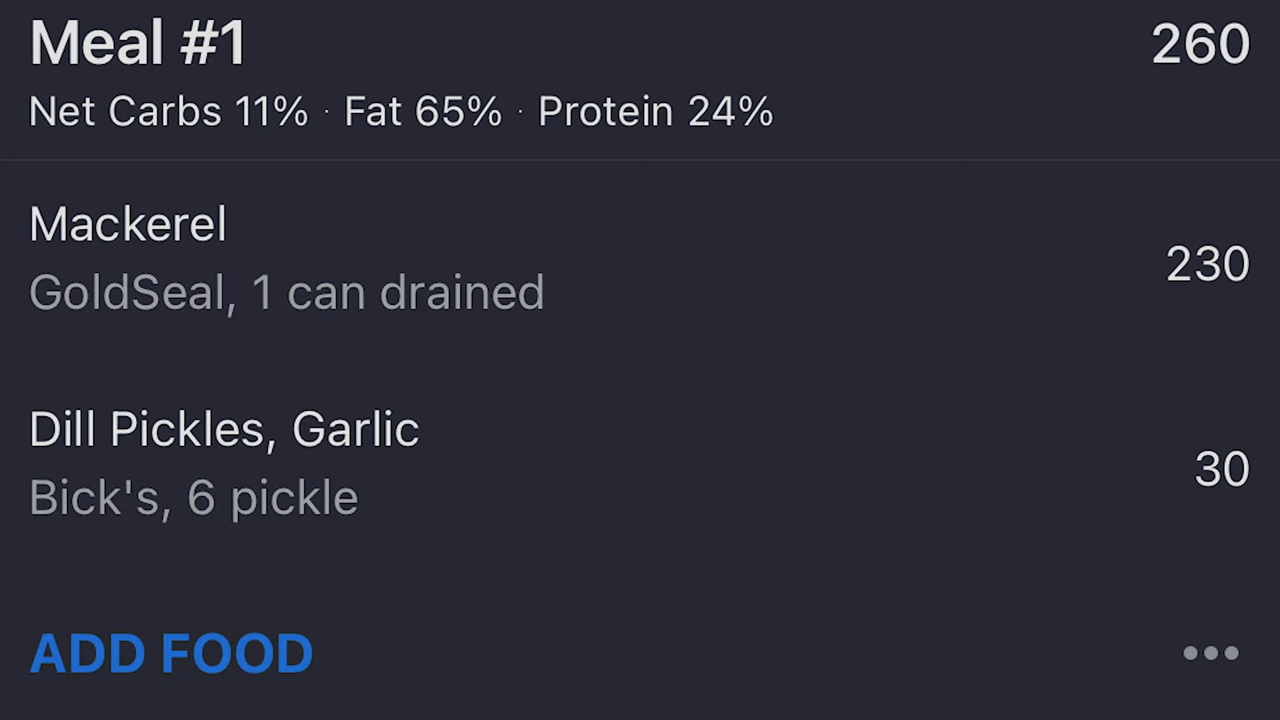 Meal #1 260
Net Carbs 11% · Fat 65% · Protein 24%
Mackerel
230
GoldSeal, 1 can drained
Dill Pickles, Garlic
30
Bick's, 6 pickle
ADD FOOD